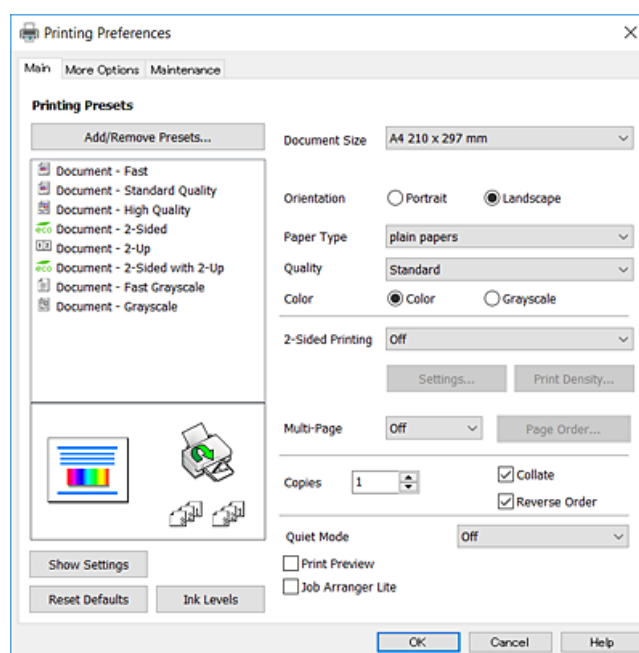 Printing Preferences
Main More Options Maintenance
Printing Presets
Add/Remove Presets...
Document - Fast
Document - Standard Quality
Document - High Quality
eco Document - 2-Sided
Document - 2-Up
eco Document - 2-Sided with 2-Up
Document - Fast Grayscale
Document - Grayscale
Show Settings
Reset Defaults Ink Levels
Document Size A4 210 x 297 mm
Orientation Portrait Landscape
Paper Type plain papers
Quality Standard
Color Color Grayscale
2-Sided Printing Off
Settings... Print Density...
Multi-Page Off Page Order...
Copies 1 Collate
Reverse Order
Quiet Mode Off
Print Preview
Job Arranger Lite
OK Cancel Help